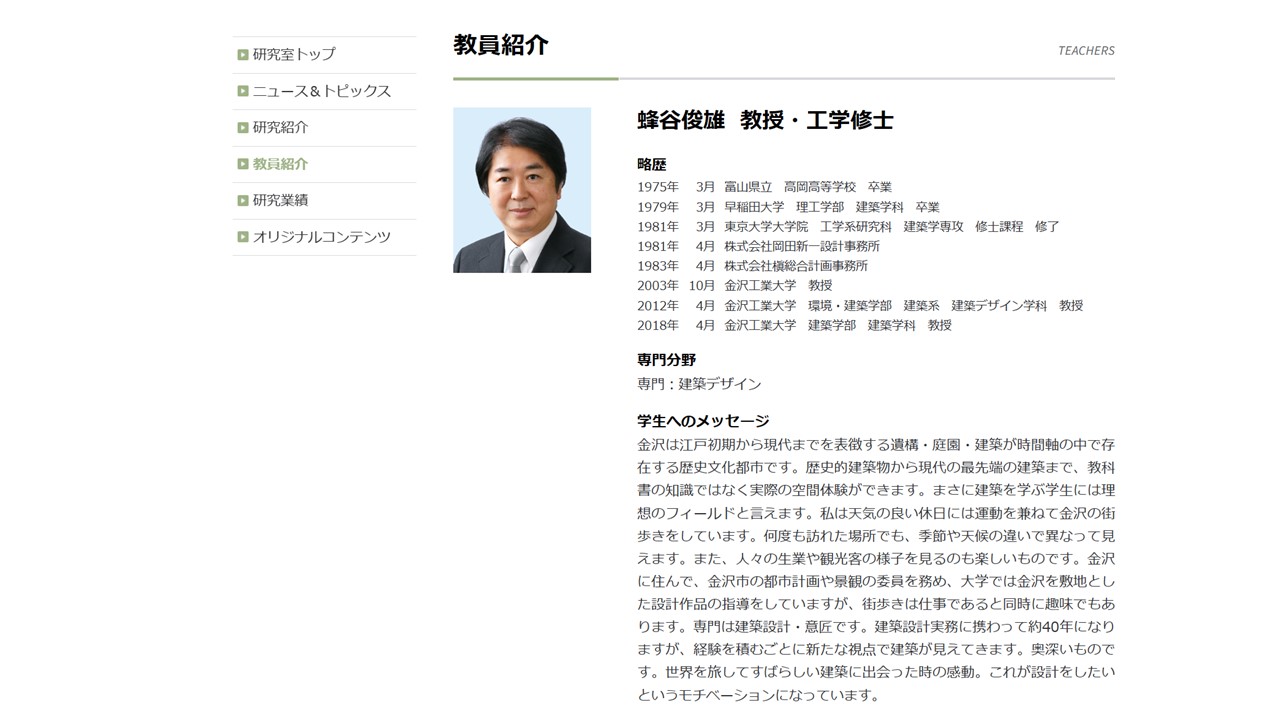 研究室トップ
ニュース＆トピックス
研究紹介
教員紹介
研究業績
オリジナルコンテンツ
教員紹介
TEACHERS
蜂谷俊雄 教授・工学修士
略歴
1975年 3月 富山県立 高岡高等学校 卒業
1979年 3月 早稲田大学 理工学部 建築学科 卒業
1981年 3月 東京大学大学院 工学系研究科 建築学専攻 修士課程 修了
1981年 4月 株式会社岡田新一設計事務所
1983年 4月 株式会社槇総合計画事務所
2003年 10月 金沢工業大学 教授
2012年 4月 金沢工業大学 環境・建築学部 建築系 建築デザイン学科 教授
2018年 4月 金沢工業大学 建築学部 建築学科 教授
専門分野
専門：建築デザイン
学生へのメッセージ
金沢は江戸初期から現代までを表徴する遺構・庭園・建築が時間軸の中で存
在する歴史文化都市です。歴史的建築物から現代の最先端の建築まで、教科
書の知識ではなく実際の空間体験ができます。まさに建築を学ぶ学生には理
想のフィールドと言えます。私は天気の良い休日には運動を兼ねて金沢の街
歩きをしています。何度も訪れた場所でも、季節や天候の違いで異なって見
えます。また、人々の生業や観光客の様子を見るのも楽しいものです。金沢
に住んで、金沢市の都市計画や景観の委員を務め、大学では金沢を敷地とし
た設計作品の指導をしていますが、街歩きは仕事であると同時に趣味でもあ
ります。専門は建築設計・意匠です。建築設計実務に携わって約40年になり
ますが、経験を積むごとに新たな視点で建築が見えてきます。奥深いもので
す。世界を旅してすばらしい建築に出会った時の感動。これが設計をしたい
というモチベーションになっています。